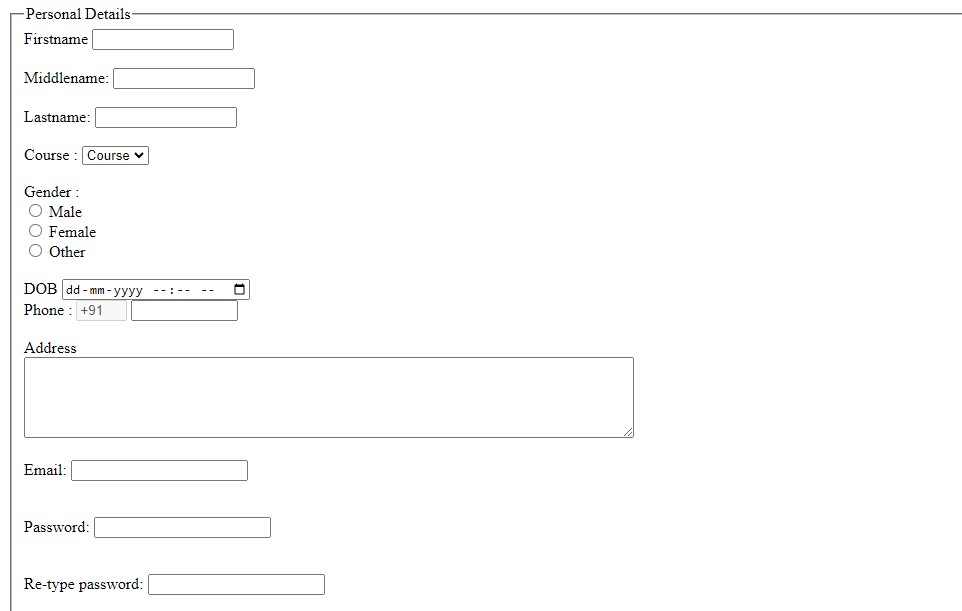 Personal Details
Firstname
Middlename:
Lastname:
Course : Course
Gender :
Male
Female
Other
DOB dd-mm-yyyy --:-- --
Phone : +91
Address
Email:
Password:
Re-type password: